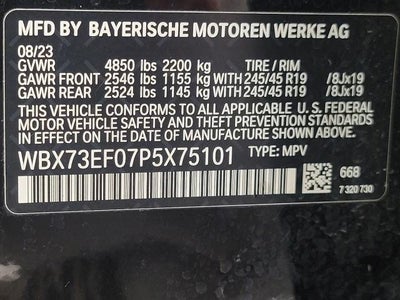 MFD BY BAYERISCHE MOTOREN WERKE AG
08/23
GVWR 4850 lbs 2200 kg TIRE / RIM
GAWR FRONT 2546 lbs 1155 kg WITH 245/45 R19 /8Jx19
GAWR REAR 2524 lbs 1145 kg WITH 245/45 R19 /8Jx19
THIS VEHICLE CONFORMS TO ALL APPLICABLE U. S. FEDERAL
MOTOR VEHICLE SAFETY AND THEFT PREVENTION STANDARDS
IN EFFECT ON THE DATE OF MANUFACTURE SHOWN ABOVE.
WBX73EF07P5X75101 TYPE: MPV
668
7 320 730